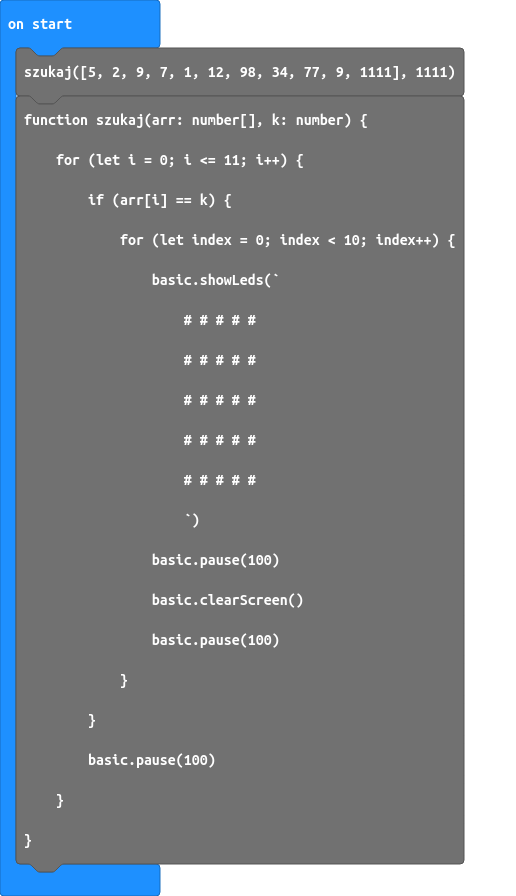 on start
szukaj([5, 2, 9, 7, 1, 12, 98, 34, 77, 9, 1111], 1111)
function szukaj(arr: number[], k: number) {
for (let i = 0; i <= 11; i++) {
if (arr[i] == k) {
for (let index = 0; index < 10; index++) {
basic.showLeds(`
# # # # #
# # # # #
# # # # #
# # # # #
# # # # #
`)
basic.pause(100)
basic.clearScreen()
basic.pause(100)
}
}
basic.pause(100)
}
}